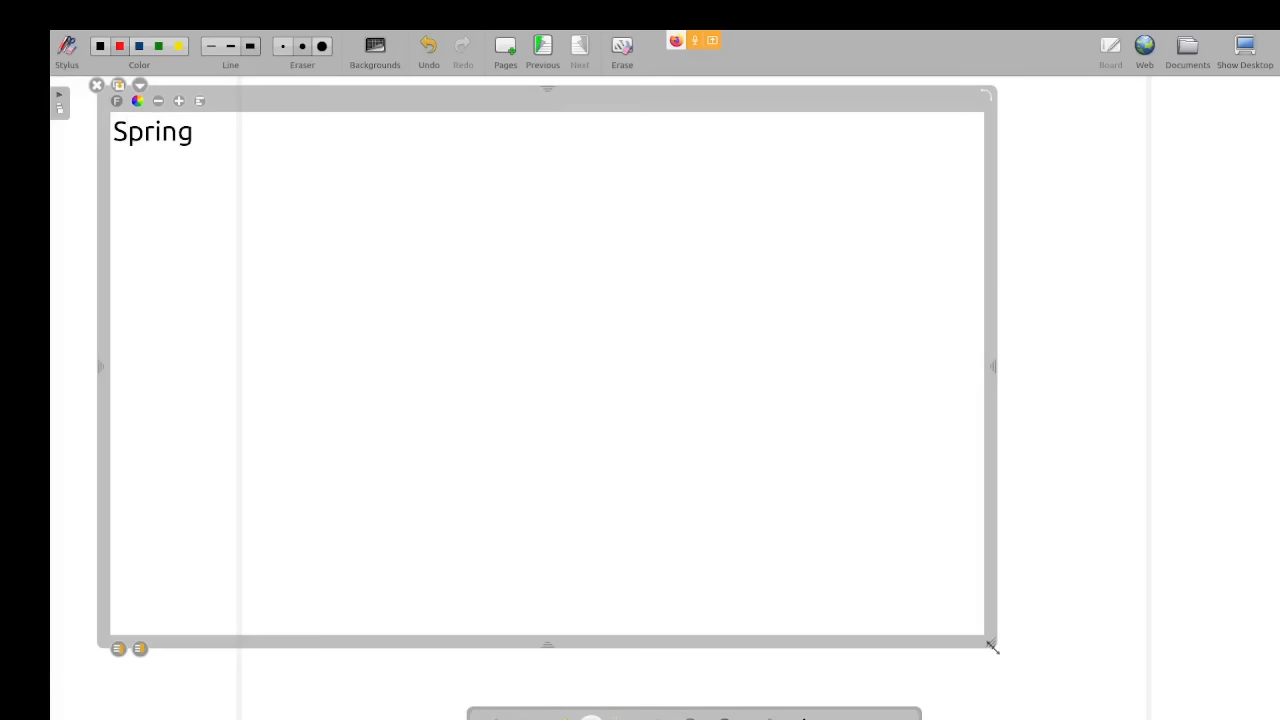 Stylus Color Line Eraser Backgrounds Undo Redo Pages Previous Next Erase Board Web Documents Show Desktop
F
Spring